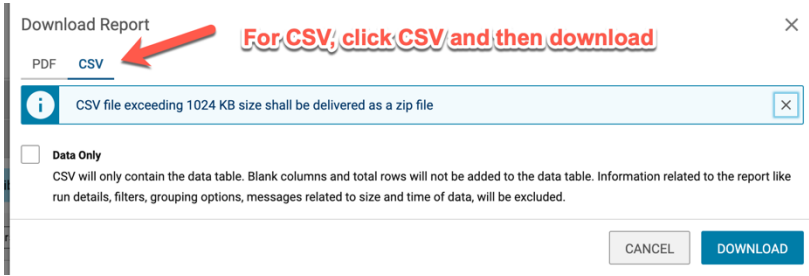 Download Report
For CSV, click CSV and then download
PDF CSV
CSV file exceeding 1024 KB size shall be delivered as a zip file
Data Only
CSV will only contain the data table. Blank columns and total rows will not be added to the data table. Information related to the report like
run details, filters, grouping options, messages related to size and time of data, will be excluded.
CANCEL DOWNLOAD